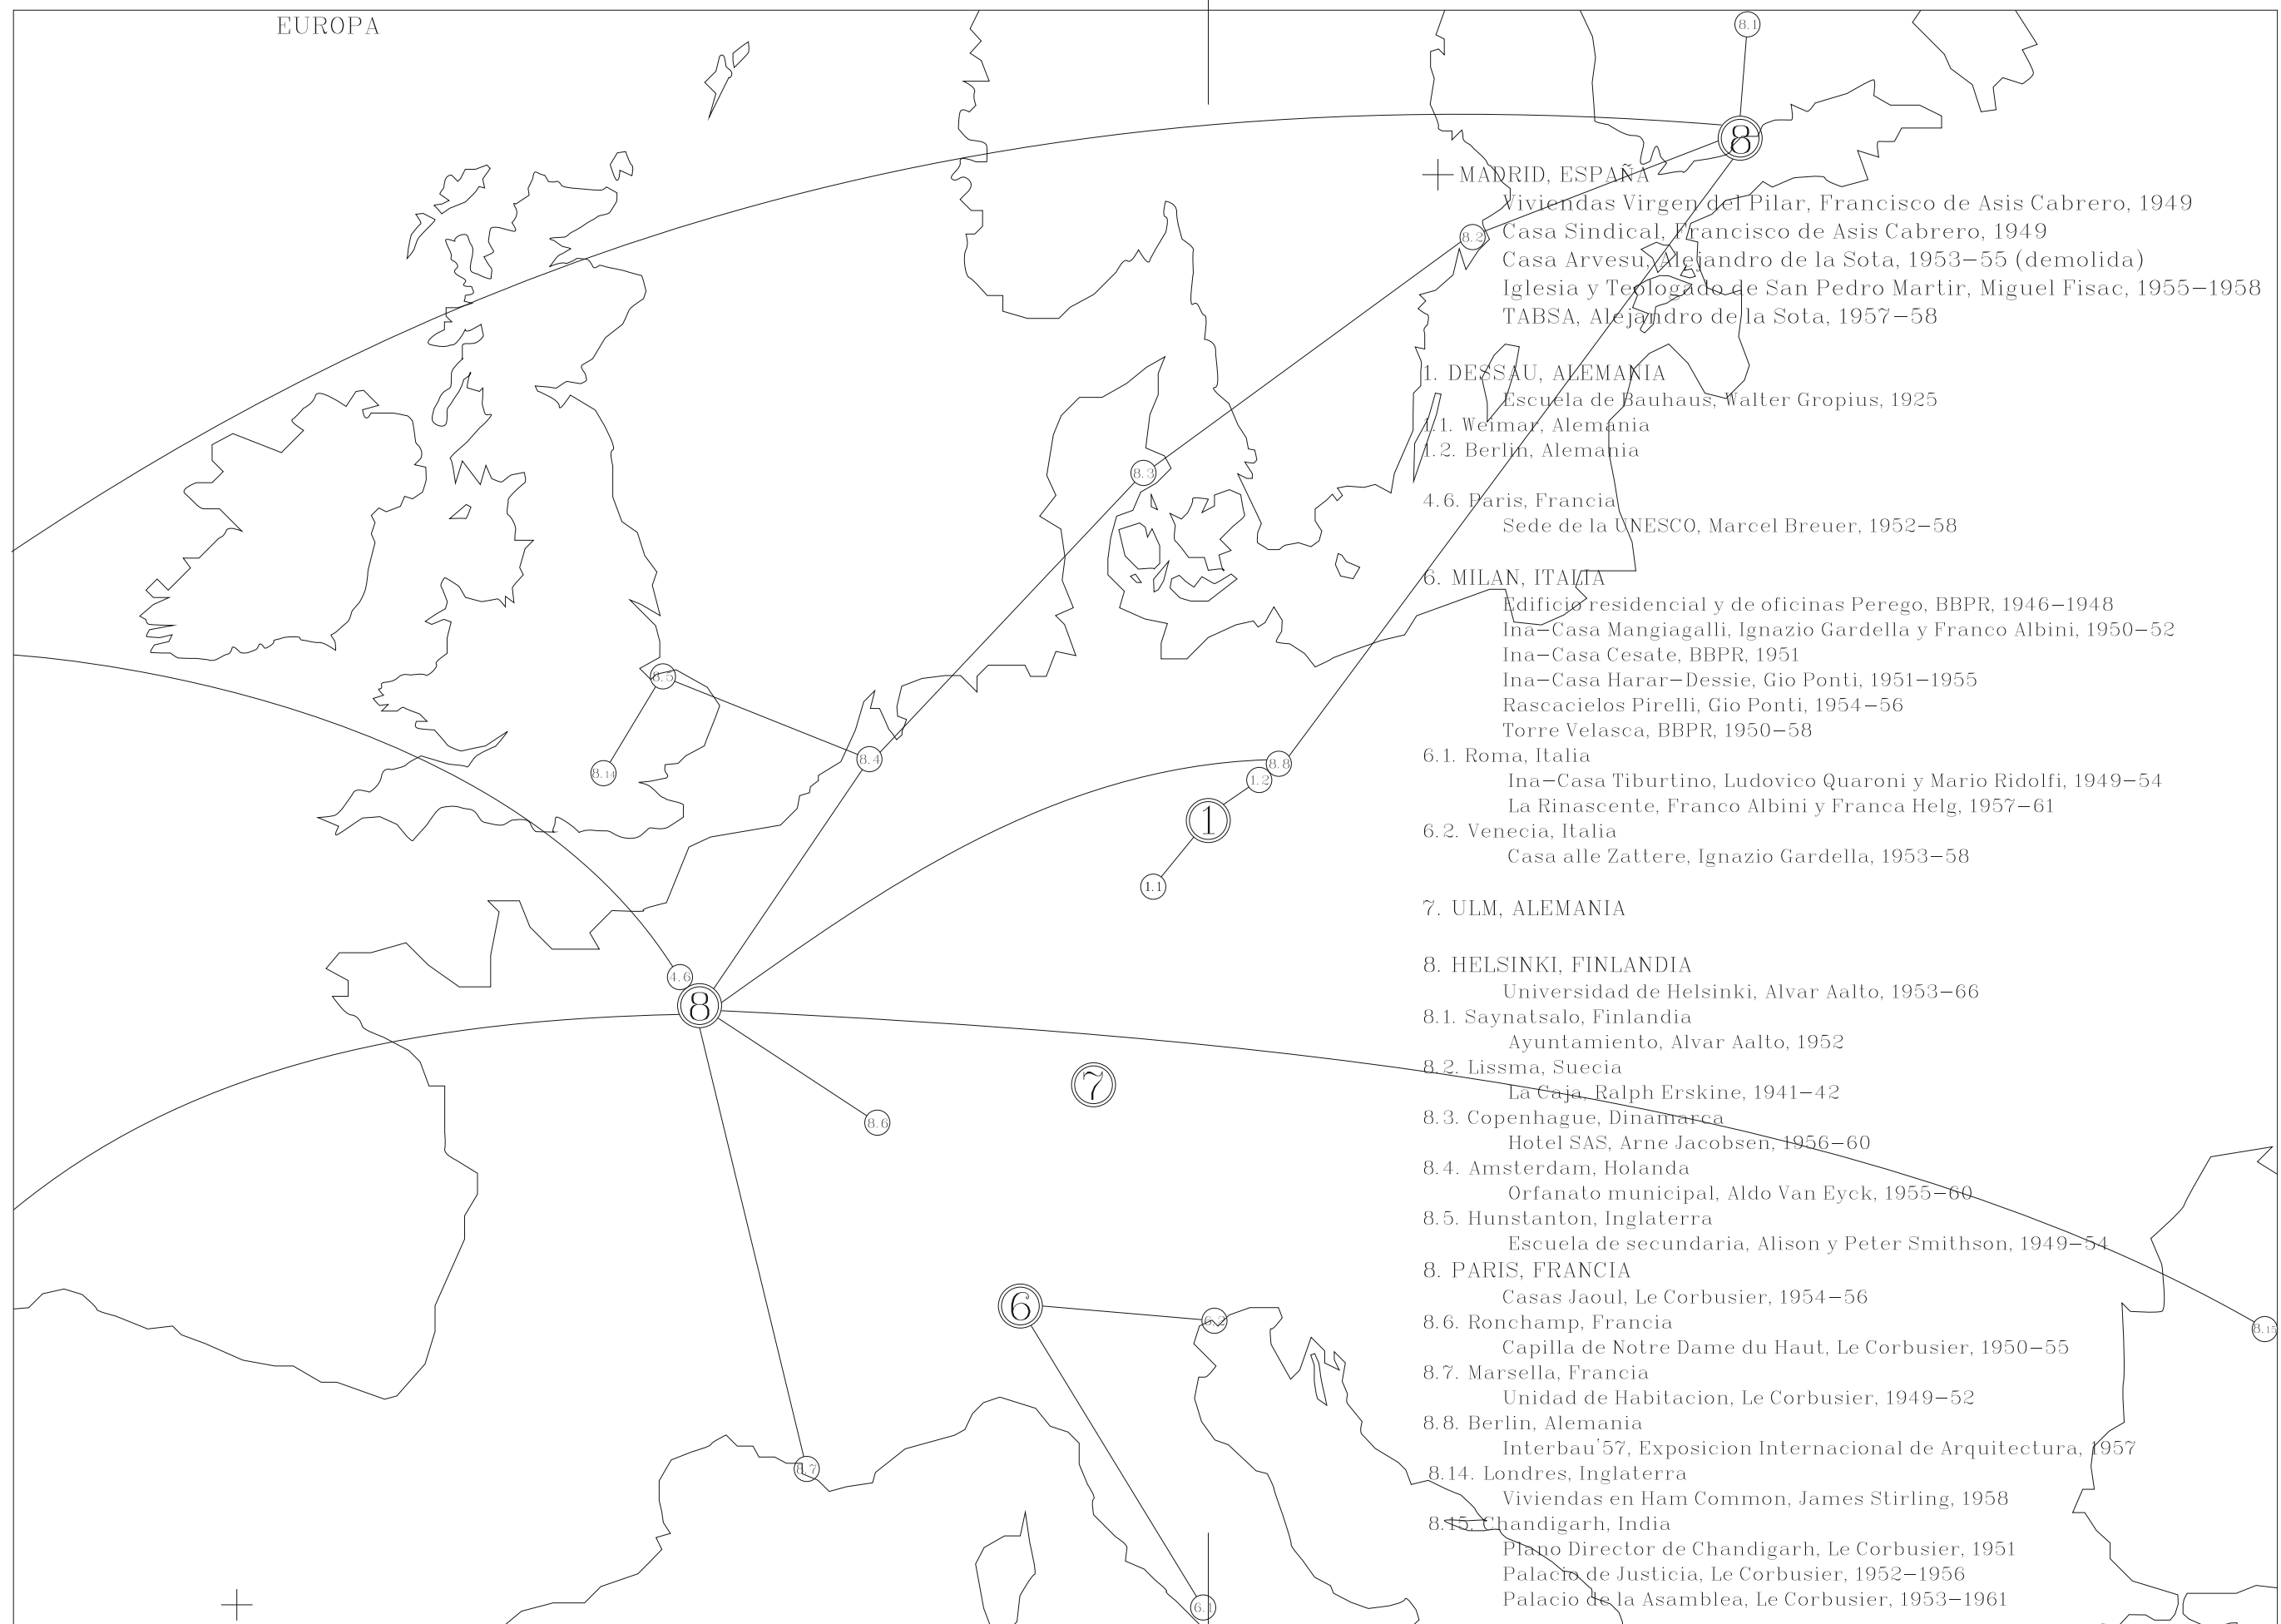 EUROPA
MADRID, ESPAÑA
Viviendas Virgen del Pilar, Francisco de Asis Cabrero, 1949
Casa Sindical, Francisco de Asis Cabrero, 1949
Casa Arvesu, Alejandro de la Sota, 1953-55 (demolida)
Iglesia y Teologado de San Pedro Martir, Miguel Fisac, 1955-1958
TABSA, Alejandro de la Sota, 1957-58
1. DESSAU, ALEMANIA
Escuela de Bauhaus, Walter Gropius, 1925
1.1. Weimar, Alemania
1.2. Berlin, Alemania
4.6. Paris, Francia
Sede de la UNESCO, Marcel Breuer, 1952-58
6. MILAN, ITALIA
Edificio residencial y de oficinas Perego, BBPR, 1946-1948
Ina-Casa Mangiagalli, Ignazio Gardella y Franco Albini, 1950-52
Ina-Casa Cesate, BBPR, 1951
Ina-Casa Harar-Dessie, Gio Ponti, 1951-1955
Rascacielos Pirelli, Gio Ponti, 1954-56
Torre Velasca, BBPR, 1950-58
6.1. Roma, Italia
Ina-Casa Tiburtino, Ludovico Quaroni y Mario Ridolfi, 1949-54
La Rinascente, Franco Albini y Franca Helg, 1957-61
6.2. Venecia, Italia
Casa alle Zattere, Ignazio Gardella, 1953-58
7. ULM, ALEMANIA
8. HELSINKI, FINLANDIA
Universidad de Helsinki, Alvar Aalto, 1953-66
8.1. Saynatsalo, Finlandia
Ayuntamiento, Alvar Aalto, 1952
8.2. Lissma, Suecia
La Caja, Ralph Erskine, 1941-42
8.3. Copenhague, Dinamarca
Hotel SAS, Arne Jacobsen, 1956-60
8.4. Amsterdam, Holanda
Orfanato municipal, Aldo Van Eyck, 1955-60
8.5. Hunstanton, Inglaterra
Escuela de secundaria, Alison y Peter Smithson, 1949-54
8. PARIS, FRANCIA
Casas Jaoul, Le Corbusier, 1954-56
8.6. Ronchamp, Francia
Capilla de Notre Dame du Haut, Le Corbusier, 1950-55
8.7. Marsella, Francia
Unidad de Habitacion, Le Corbusier, 1949-52
8.8. Berlin, Alemania
Interbau'57, Exposicion Internacional de Arquitectura, 1957
8.14. Londres, Inglaterra
Viviendas en Ham Common, James Stirling, 1958
8.15. Chandigarh, India
Plano Director de Chandigarh, Le Corbusier, 1951
Palacio de Justicia, Le Corbusier, 1952-1956
Palacio de la Asamblea, Le Corbusier, 1953-1961
8.1
8
8.2
8.3
8.5
8.4
8.14
8.8
1.2
1
1.1
4.6
8
7
8.6
6
6.2
8.15
8.7
6.1